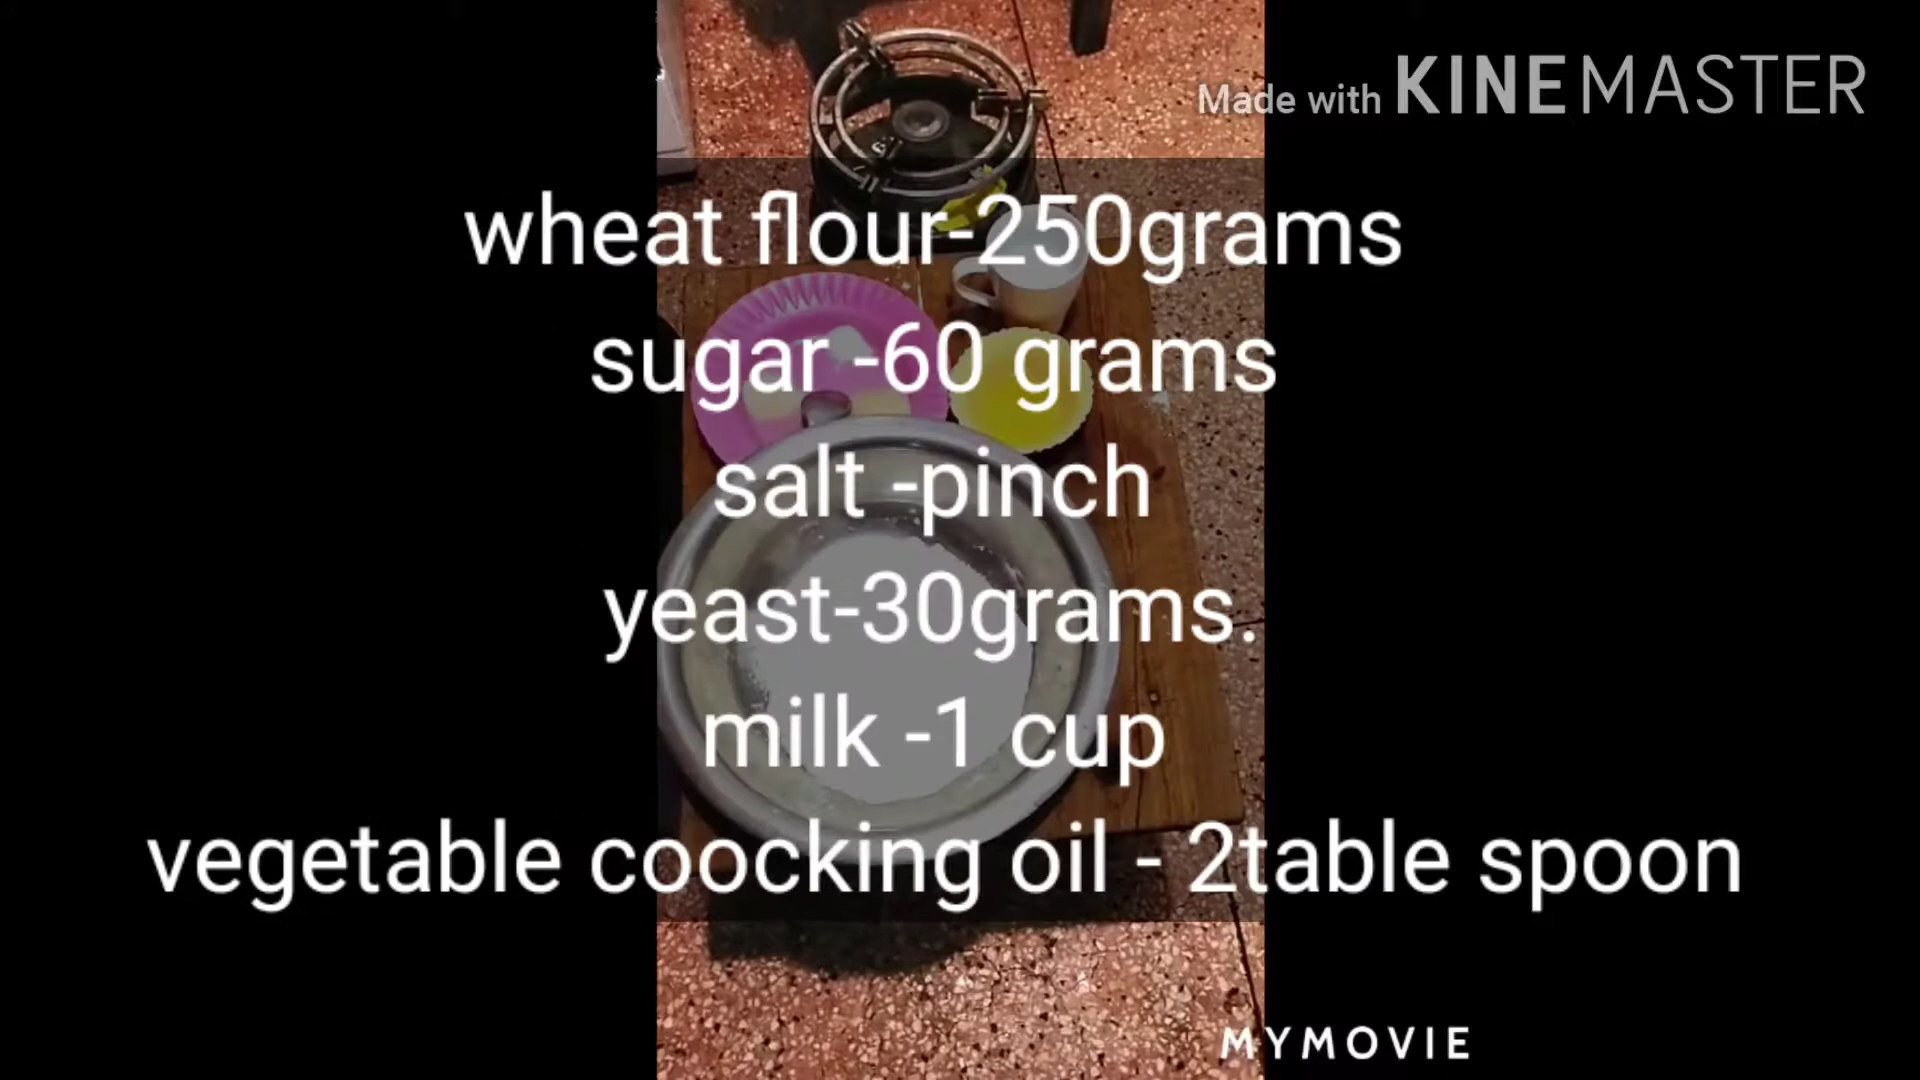 Made with KINEMASTER
wheat flour-250grams
sugar -60 grams
salt -pinch
yeast-30grams.
milk -1 cup
vegetable coocking oil - 2table spoon
MYMOVIE